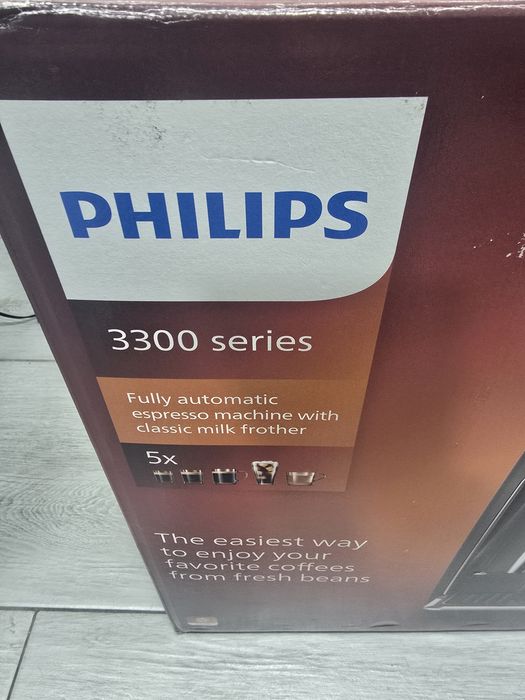 PHILIPS
3300 series
Fully automatic
espresso machine with
classic milk frother
5x
The easiest way
to enjoy your
favorite coffees
from fresh beans